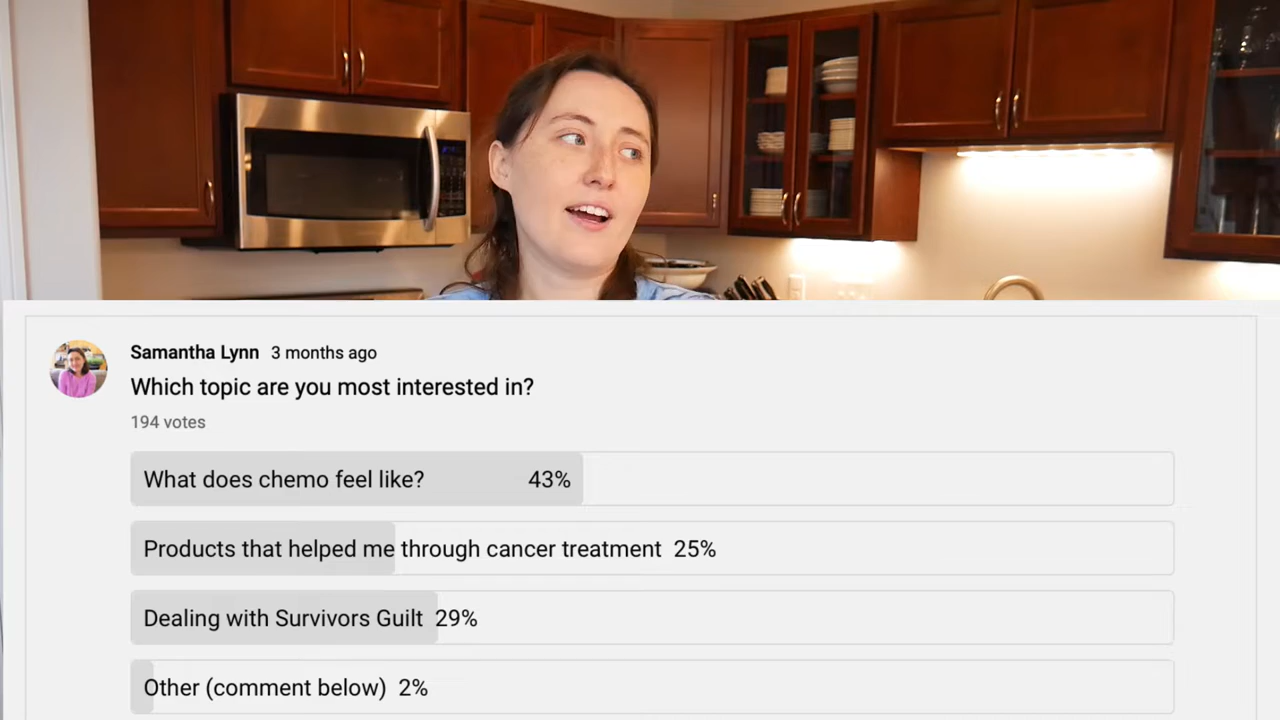 Samantha Lynn 3 months ago
Which topic are you most interested in?
194 votes
What does chemo feel like? 43%
Products that helped me through cancer treatment 25%
Dealing with Survivors Guilt 29%
Other (comment below) 2%